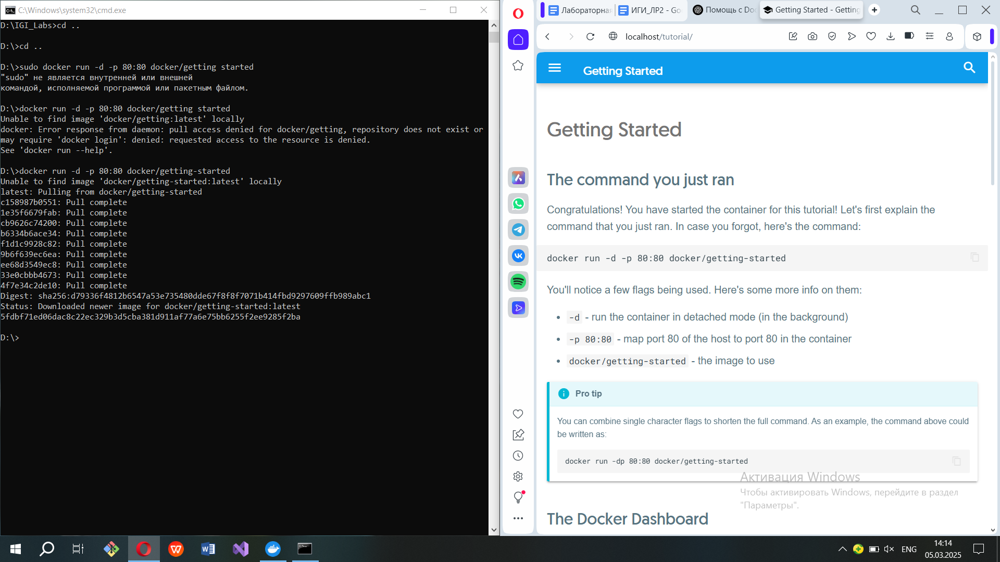 C:\Windows\system32\cmd.exe
D:\IGI_Labs>cd ..
D:\>cd ..
D:\>sudo docker run -d -p 80:80 docker/getting started
"sudo" не является внутренней или внешней
командой, исполняемой программой или пакетным файлом.
D:\>docker run -d -p 80:80 docker/getting started
Unable to find image 'docker/getting:latest' locally
docker: Error response from daemon: pull access denied for docker/getting, repository does not exist or
may require 'docker login': denied: requested access to the resource is denied.
See 'docker run --help'.
D:\>docker run -d -p 80:80 docker/getting-started
Unable to find image 'docker/getting-started:latest' locally
latest: Pulling from docker/getting-started
c158987b0551: Pull complete
1e35f6679fab: Pull complete
cb9626c74200: Pull complete
b6334b6ace34: Pull complete
f1d1c9928c82: Pull complete
9b6f639ec6ea: Pull complete
ee68d3549ec8: Pull complete
33e0cbbb4673: Pull complete
4f7e34c2de10: Pull complete
Digest: sha256:d79336f4812b6547a53e735480dde67f8f8f7071b414fbd9297609ffb989abc1
Status: Downloaded newer image for docker/getting-started:latest
5fdbf71ed06dac8c22ec329b3d5cba381d911af77a6e75bb6255f2ee9285f2ba
D:\>
Лабораторная
ИГИ_ЛР2 - Go
Помощь с Doc
Getting Started - Getting
localhost/tutorial/
Getting Started
Getting Started
The command you just ran
Congratulations! You have started the container for this tutorial! Let's first explain the
command that you just ran. In case you forgot, here's the command:
docker run -d -p 80:80 docker/getting-started
You'll notice a few flags being used. Here's some more info on them:
-d - run the container in detached mode (in the background)
-p 80:80 - map port 80 of the host to port 80 in the container
docker/getting-started - the image to use
Pro tip
You can combine single character flags to shorten the full command. As an example, the command above could
be written as:
docker run -dp 80:80 docker/getting-started
Активация Windows
Чтобы активировать Windows, перейдите в раздел
"Параметры".
The Docker Dashboard
ENG
14:14
05.03.2025